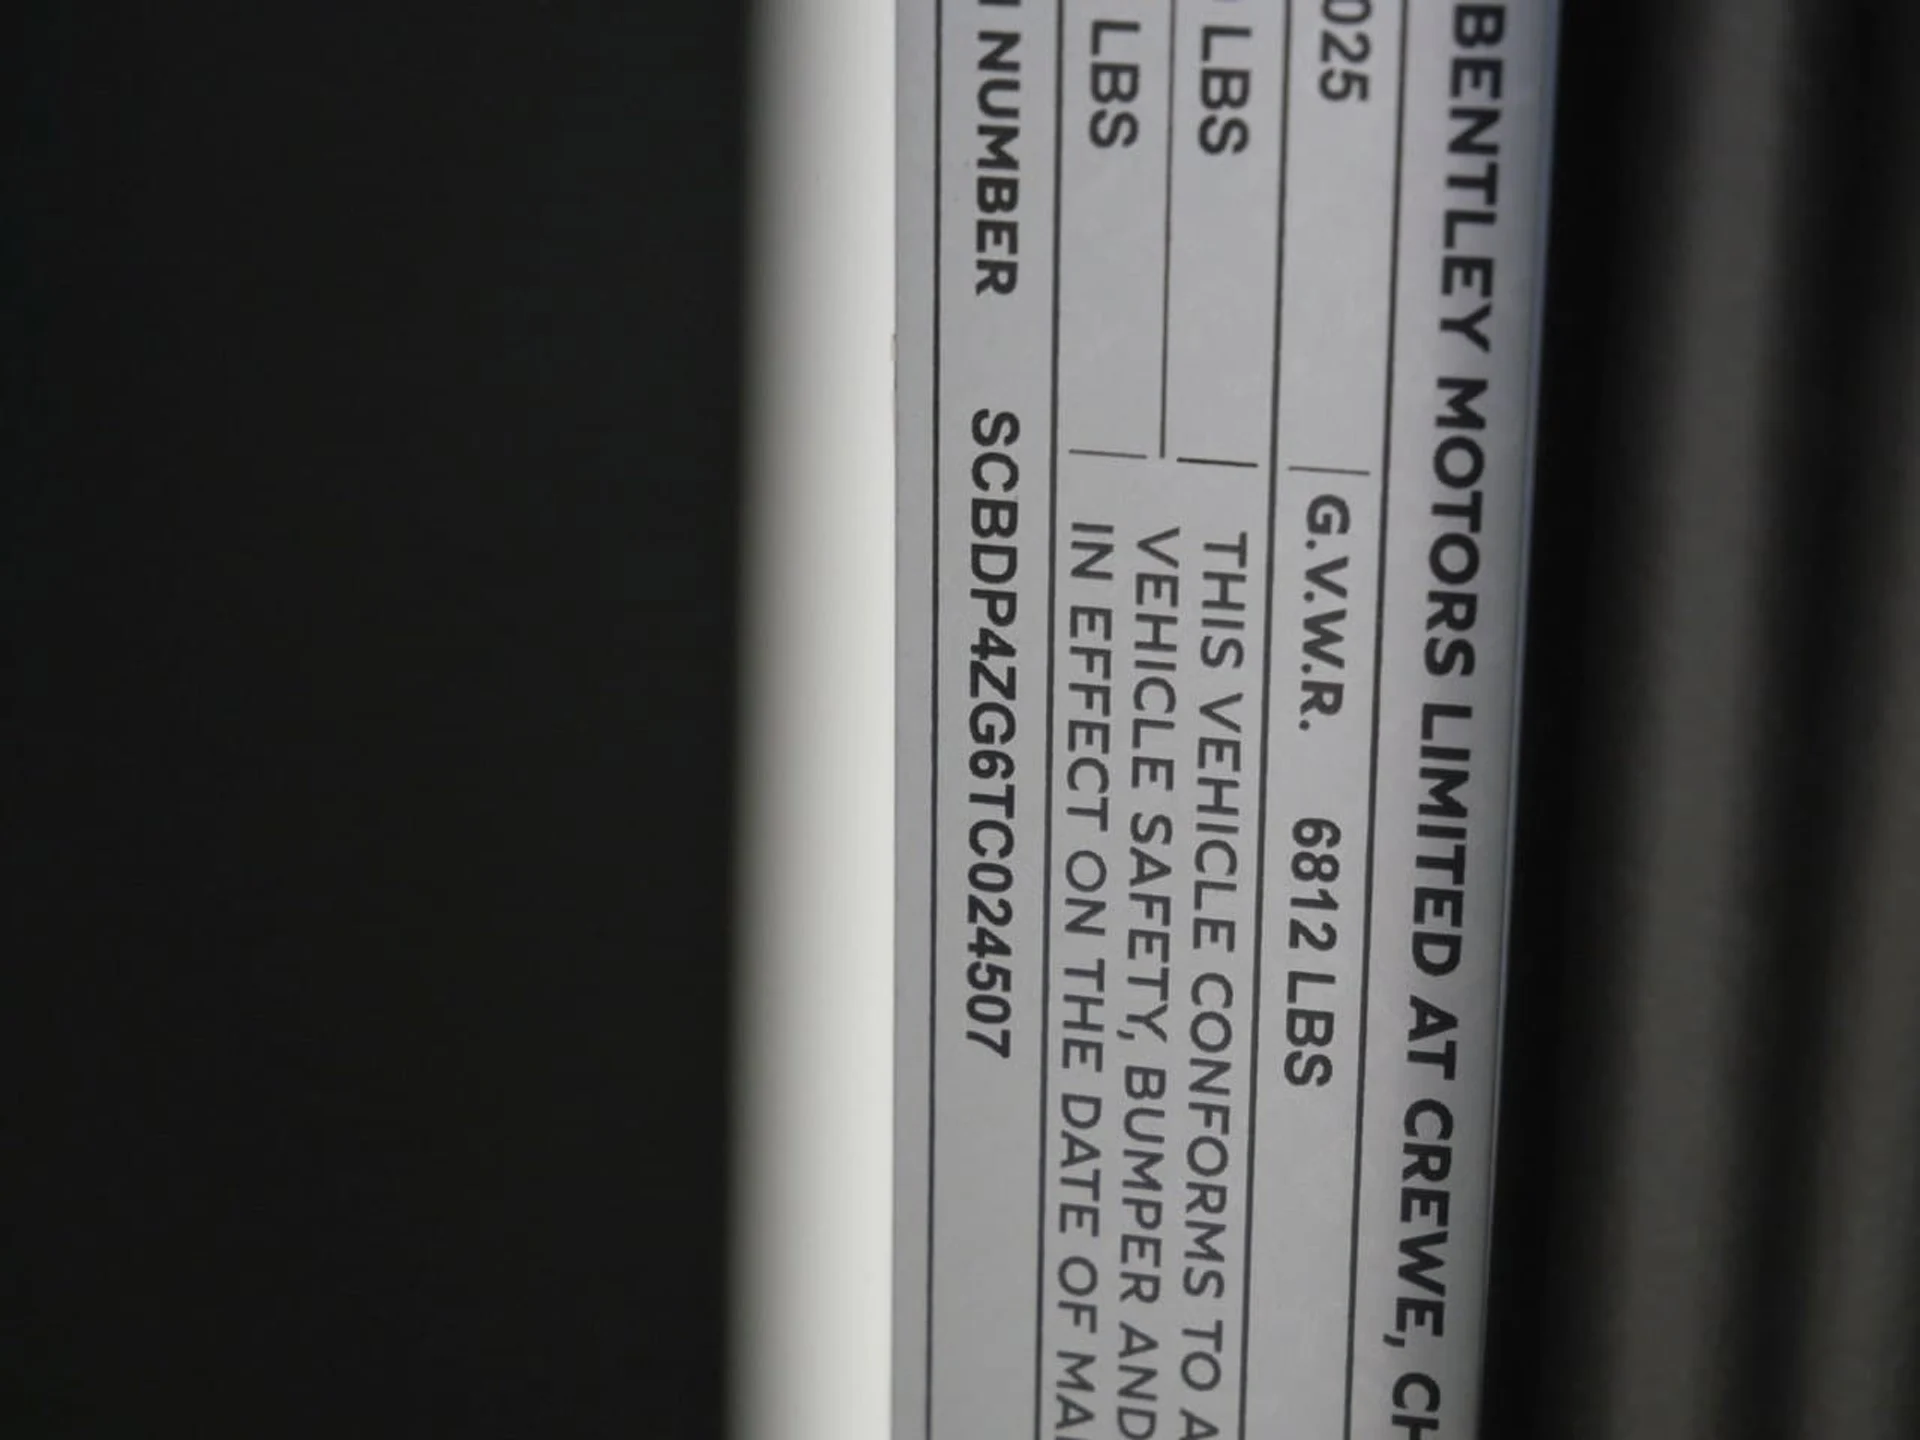 BENTLEY MOTORS LIMITED AT CREWE, CH
025 G.V.W.R. 6812 LBS
LBS THIS VEHICLE CONFORMS TO A
VEHICLE SAFETY, BUMPER AND
LBS IN EFFECT ON THE DATE OF MA
NUMBER SCBDP4ZG6TC024507